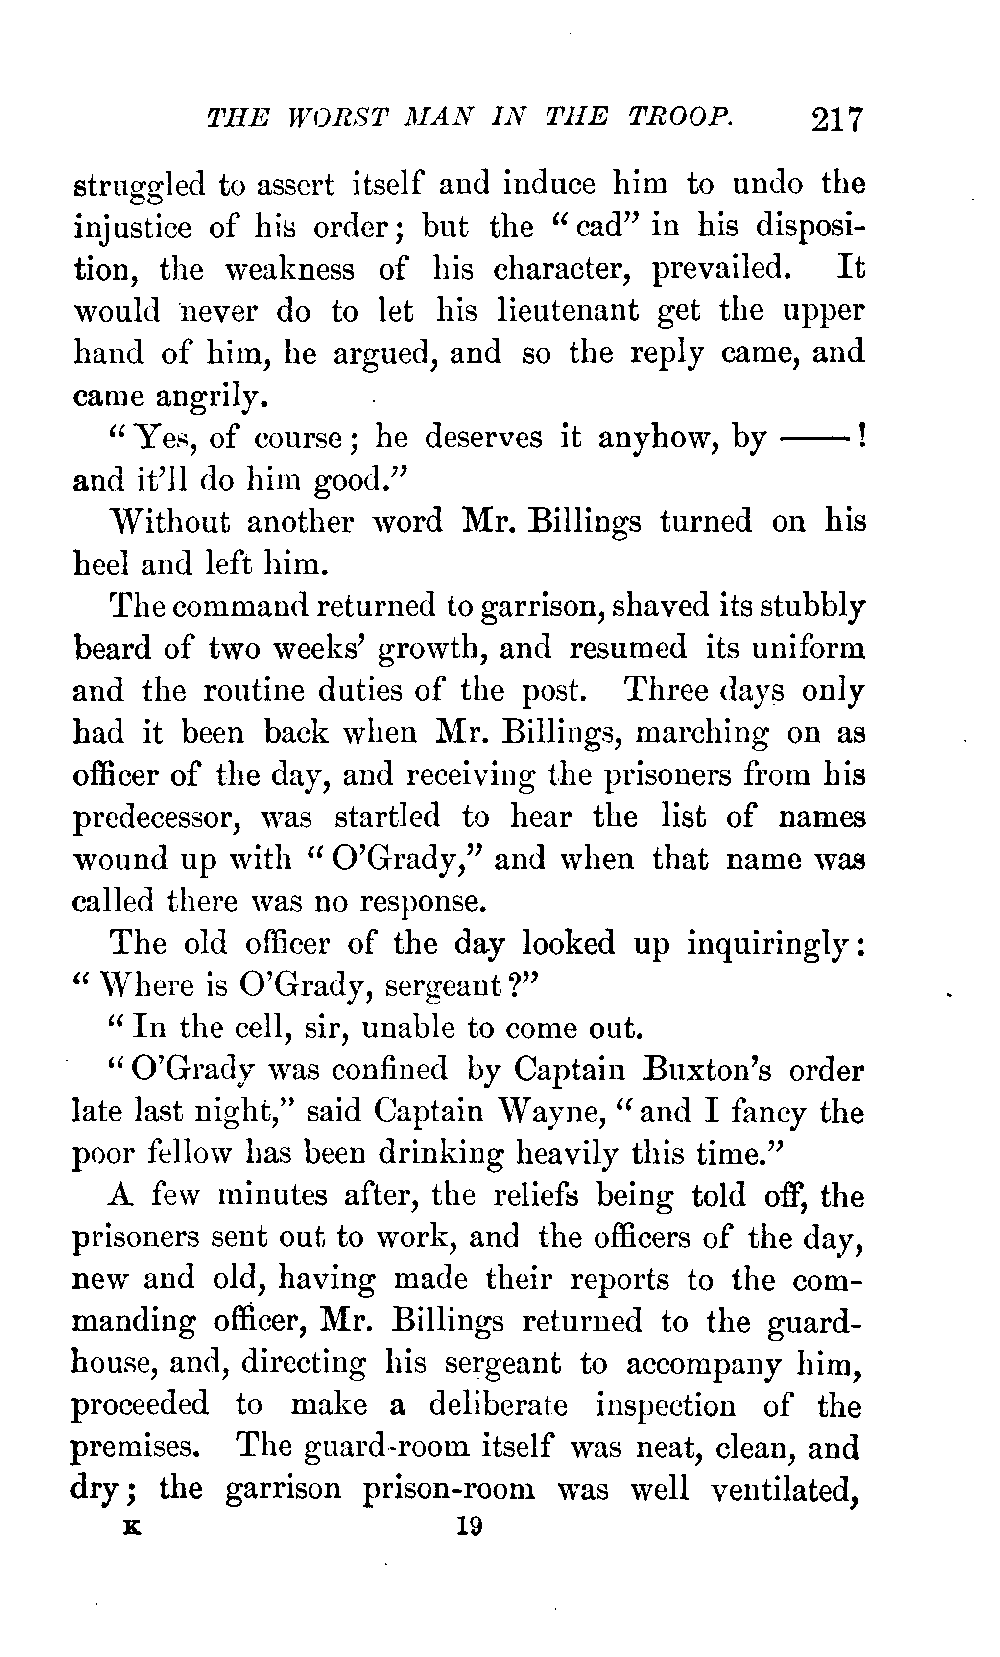 THE WORST MAN IN THE TROOP. 217
struggled to assert itself and induce him to undo the
injustice of his order; but the “cad” in his disposi-
tion, the weakness of his character, prevailed. It
would never do to let his lieutenant get the upper
hand of him, he argued, and so the reply came, and
came angrily.
“Yes, of course; he deserves it anyhow, by ——!
and it’ll do him good.”
Without another word Mr. Billings turned on his
heel and left him.
The command returned to garrison, shaved its stubbly
beard of two weeks’ growth, and resumed its uniform
and the routine duties of the post. Three days only
had it been back when Mr. Billings, marching on as
officer of the day, and receiving the prisoners from his
predecessor, was startled to hear the list of names
wound up with “O’Grady,” and when that name was
called there was no response.
The old officer of the day looked up inquiringly:
“Where is O’Grady, sergeant?”
“In the cell, sir, unable to come out.
“O’Grady was confined by Captain Buxton’s order
late last night,” said Captain Wayne, “and I fancy the
poor fellow has been drinking heavily this time.”
A few minutes after, the reliefs being told off, the
prisoners sent out to work, and the officers of the day,
new and old, having made their reports to the com-
manding officer, Mr. Billings returned to the guard-
house, and, directing his sergeant to accompany him,
proceeded to make a deliberate inspection of the
premises. The guard-room itself was neat, clean, and
dry; the garrison prison-room was well ventilated,
K 19